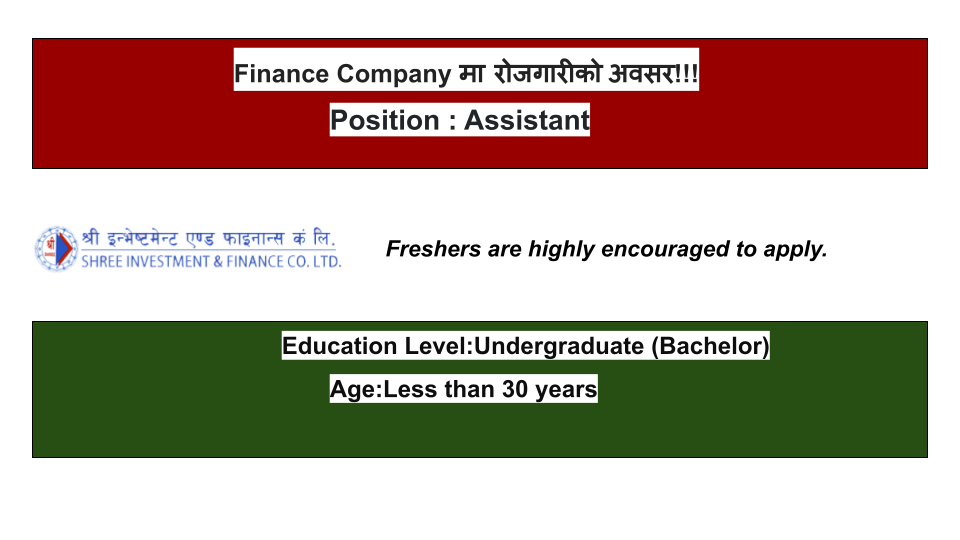 Finance Company मा रोजगारीको अवसर!!!
Position : Assistant
श्री
SHREE
श्री इन्भेष्टमेन्ट एण्ड फाइनान्स कं लि.
SHREE INVESTMENT & FINANCE CO. LTD.
Freshers are highly encouraged to apply.
Education Level:Undergraduate (Bachelor)
Age:Less than 30 years